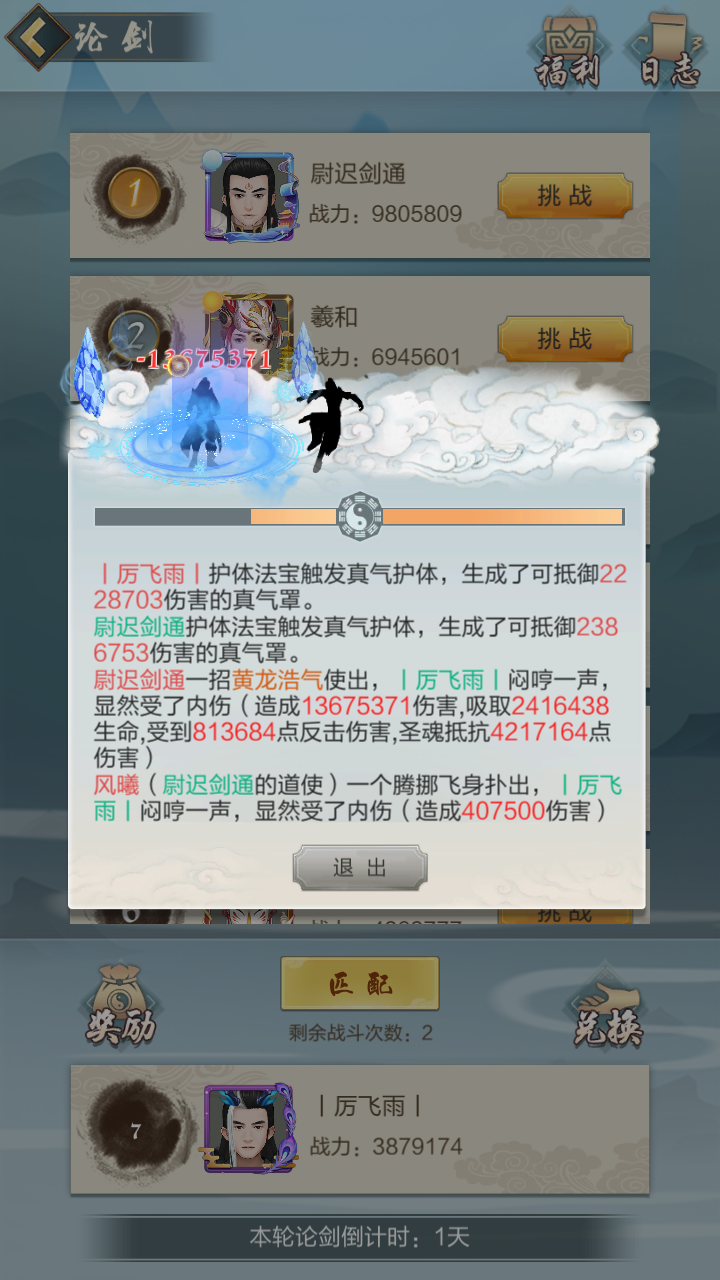 论剑
福利
日志
1
尉迟剑通
战力：9805809
挑战
2
羲和
战力：6945601
挑战
-13675371
丨厉飞雨丨护体法宝触发真气护体，生成了可抵御22
28703伤害的真气罩。
尉迟剑通护体法宝触发真气护体，生成了可抵御238
6753伤害的真气罩。
尉迟剑通一招黄龙浩气使出，丨厉飞雨丨闷哼一声，
显然受了内伤（造成13675371伤害,吸取2416438
生命,受到813684点反击伤害,圣魂抵抗4217164点
伤害）
风曦（尉迟剑通的道使）一个腾挪飞身扑出，丨厉飞
雨丨闷哼一声，显然受了内伤（造成407500伤害）
退出
6
挑战
奖励
匹配
剩余战斗次数：2
兑换
7
丨厉飞雨丨
战力：3879174
本轮论剑倒计时：1天